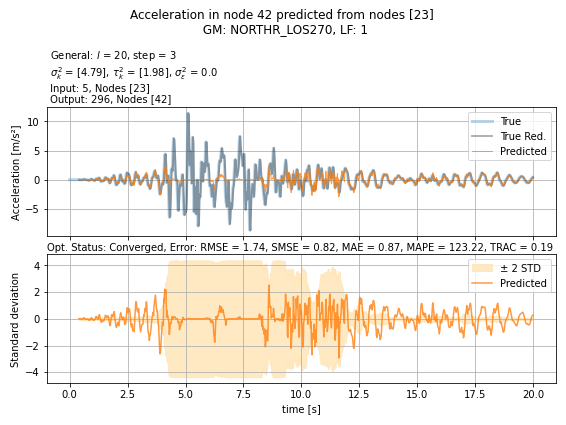 Acceleration in node 42 predicted from nodes [23]
GM: NORTHR_LOS270, LF: 1
General: l = 20, step = 3
σ²ₖ = [4.79], τ²ₖ = [1.98], σ²ε = 0.0
Input: 5, Nodes [23]
Output: 296, Nodes [42]
Acceleration [m/s²]
10
5
0
−5
True
True Red.
Predicted
Opt. Status: Converged, Error: RMSE = 1.74, SMSE = 0.82, MAE = 0.87, MAPE = 123.22, TRAC = 0.19
Standard deviation
4
2
0
−2
−4
± 2 STD
Predicted
0.0 2.5 5.0 7.5 10.0 12.5 15.0 17.5 20.0
time [s]